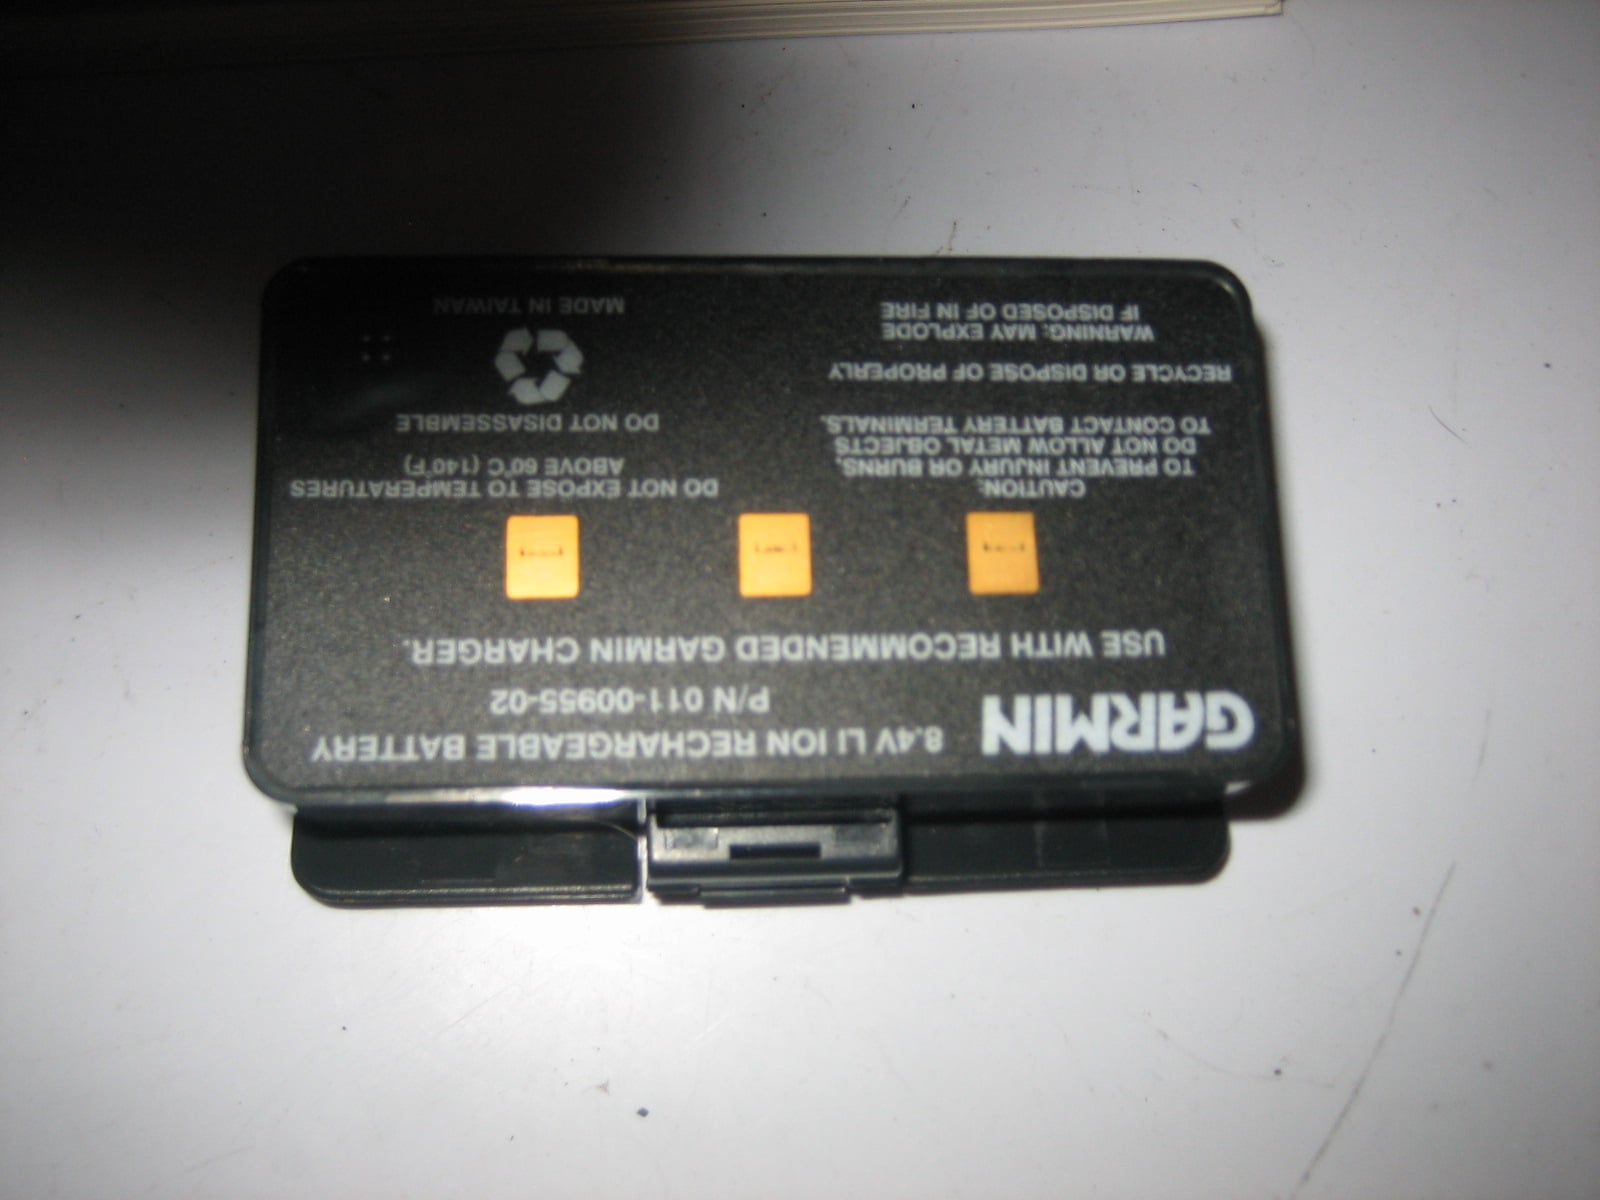 GARMIN
8.4V LI ION RECHARGEABLE BATTERY
P/N 011-00955-02
USE WITH RECOMMENDED GARMIN CHARGER.
CAUTION:
TO PREVENT INJURY OR BURNS,
DO NOT ALLOW METAL OBJECTS
TO CONTACT BATTERY TERMINALS.
RECYCLE OR DISPOSE OF PROPERLY
WARNING: MAY EXPLODE
IF DISPOSED OF IN FIRE
DO NOT EXPOSE TO TEMPERATURES
ABOVE 60°C (140°F)
DO NOT DISASSEMBLE
MADE IN TAIWAN